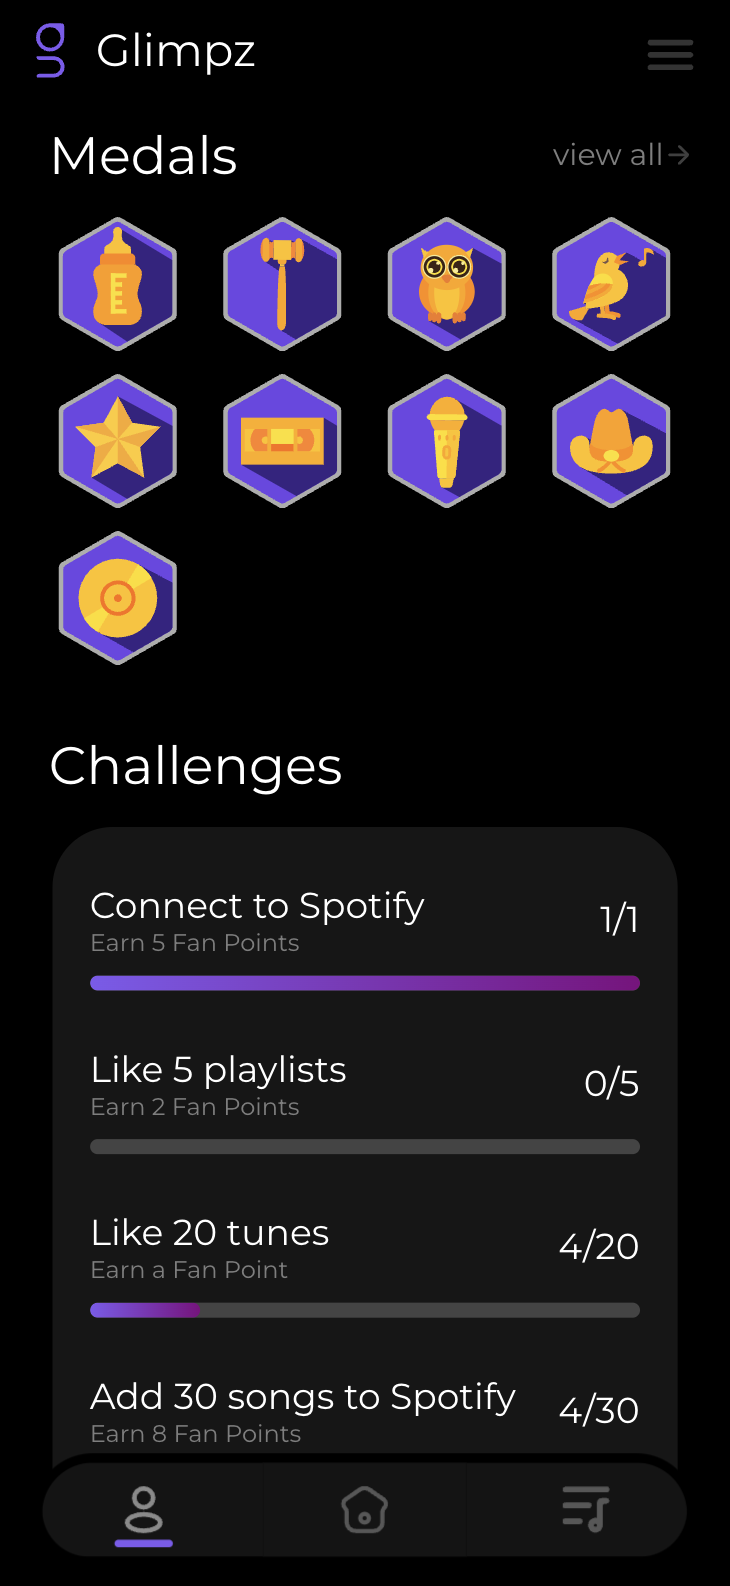 Glimpz
Medals
view all→
Challenges
Connect to Spotify
Earn 5 Fan Points
1/1
Like 5 playlists
Earn 2 Fan Points
0/5
Like 20 tunes
Earn a Fan Point
4/20
Add 30 songs to Spotify
Earn 8 Fan Points
4/30